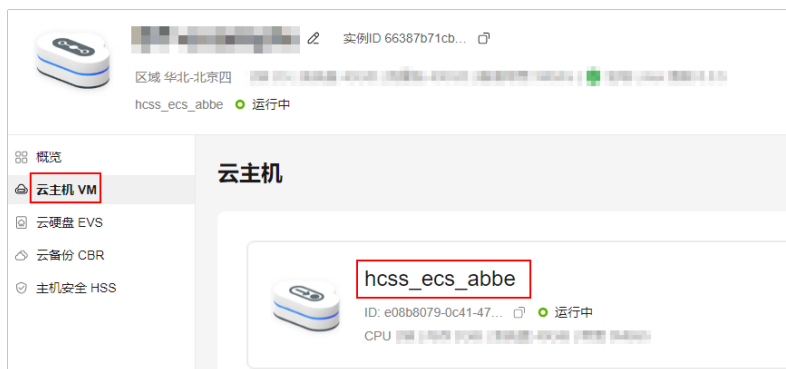 实例ID 66387b71cb...
区域 华北-北京四
hcss_ecs_abbe 运行中
概览
云主机 VM
云硬盘 EVS
云备份 CBR
主机安全 HSS
云主机
hcss_ecs_abbe
ID: e08b8079-0c41-47... 运行中
CPU